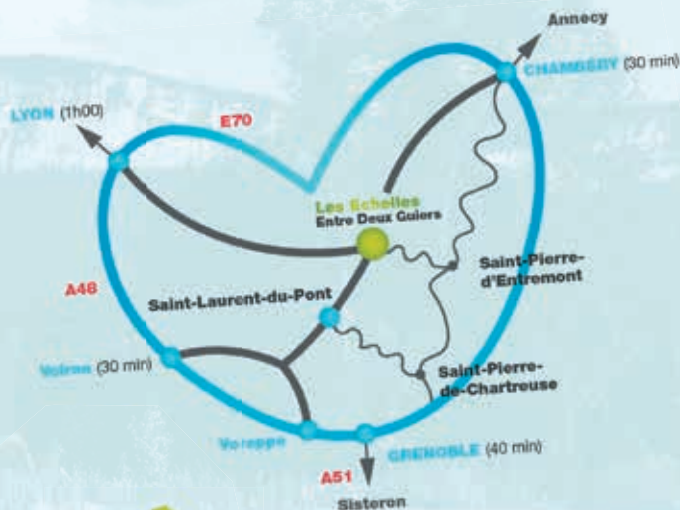 Annecy
CHAMBERY (30 min)
LYON (1h00)
E70
Les Echelles
Entre Deux Guiers
Saint-Pierre-
d'Entremont
A48
Saint-Laurent-du-Pont
Voiron (30 min)
Saint-Pierre-
de-Chartreuse
Voreppe
GRENOBLE (40 min)
A51
Sisteron